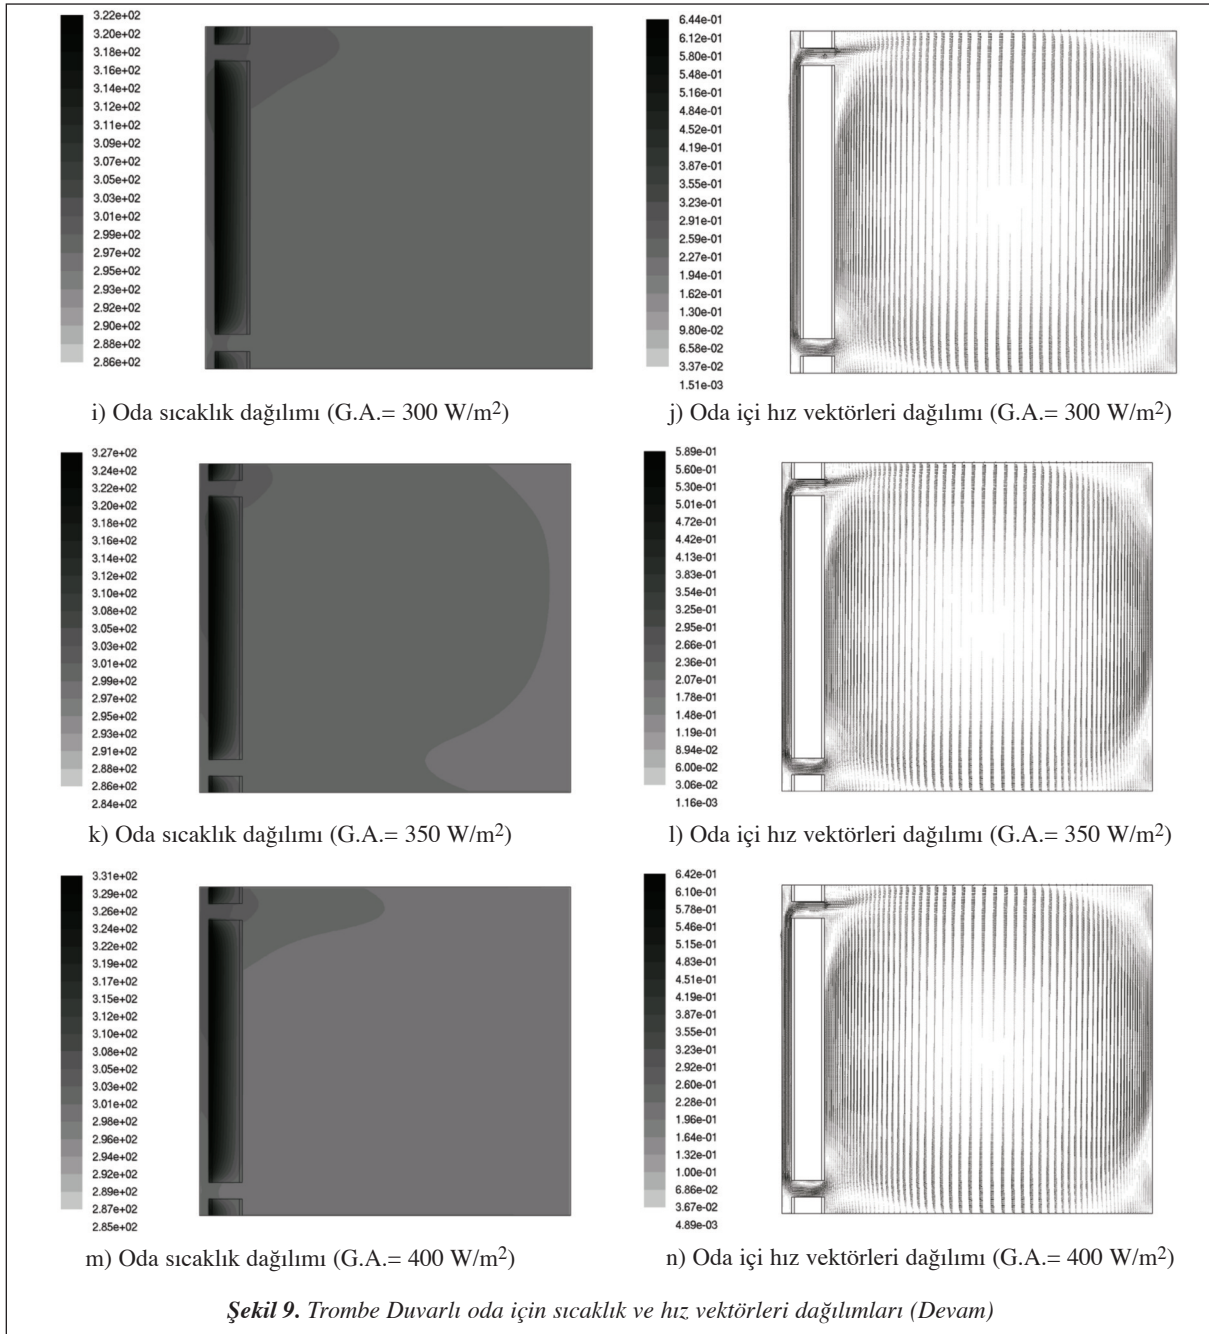 3.22e+02
3.20e+02
3.18e+02
3.16e+02
3.14e+02
3.12e+02
3.11e+02
3.09e+02
3.07e+02
3.05e+02
3.03e+02
3.01e+02
2.99e+02
2.97e+02
2.95e+02
2.93e+02
2.92e+02
2.90e+02
2.88e+02
2.86e+02
i) Oda sıcaklık dağılımı (G.A.= 300 W/m²)
6.44e-01
6.12e-01
5.80e-01
5.48e-01
5.16e-01
4.84e-01
4.52e-01
4.19e-01
3.87e-01
3.55e-01
3.23e-01
2.91e-01
2.59e-01
2.27e-01
1.94e-01
1.62e-01
1.30e-01
9.80e-02
6.58e-02
3.37e-02
1.51e-03
j) Oda içi hız vektörleri dağılımı (G.A.= 300 W/m²)
3.27e+02
3.24e+02
3.22e+02
3.20e+02
3.18e+02
3.16e+02
3.14e+02
3.12e+02
3.10e+02
3.08e+02
3.05e+02
3.03e+02
3.01e+02
2.99e+02
2.97e+02
2.95e+02
2.93e+02
2.91e+02
2.88e+02
2.86e+02
2.84e+02
k) Oda sıcaklık dağılımı (G.A.= 350 W/m²)
5.89e-01
5.60e-01
5.30e-01
5.01e-01
4.72e-01
4.42e-01
4.13e-01
3.83e-01
3.54e-01
3.25e-01
2.95e-01
2.66e-01
2.36e-01
2.07e-01
1.78e-01
1.48e-01
1.19e-01
8.94e-02
6.00e-02
3.06e-02
1.16e-03
l) Oda içi hız vektörleri dağılımı (G.A.= 350 W/m²)
3.31e+02
3.29e+02
3.26e+02
3.24e+02
3.22e+02
3.19e+02
3.17e+02
3.15e+02
3.12e+02
3.10e+02
3.08e+02
3.05e+02
3.03e+02
3.01e+02
2.98e+02
2.96e+02
2.94e+02
2.92e+02
2.89e+02
2.87e+02
2.85e+02
m) Oda sıcaklık dağılımı (G.A.= 400 W/m²)
6.42e-01
6.10e-01
5.78e-01
5.46e-01
5.15e-01
4.83e-01
4.51e-01
4.19e-01
3.87e-01
3.55e-01
3.23e-01
2.92e-01
2.60e-01
2.28e-01
1.96e-01
1.64e-01
1.32e-01
1.00e-01
6.86e-02
3.67e-02
4.89e-03
n) Oda içi hız vektörleri dağılımı (G.A.= 400 W/m²)
Şekil 9. Trombe Duvarlı oda için sıcaklık ve hız vektörleri dağılımları (Devam)